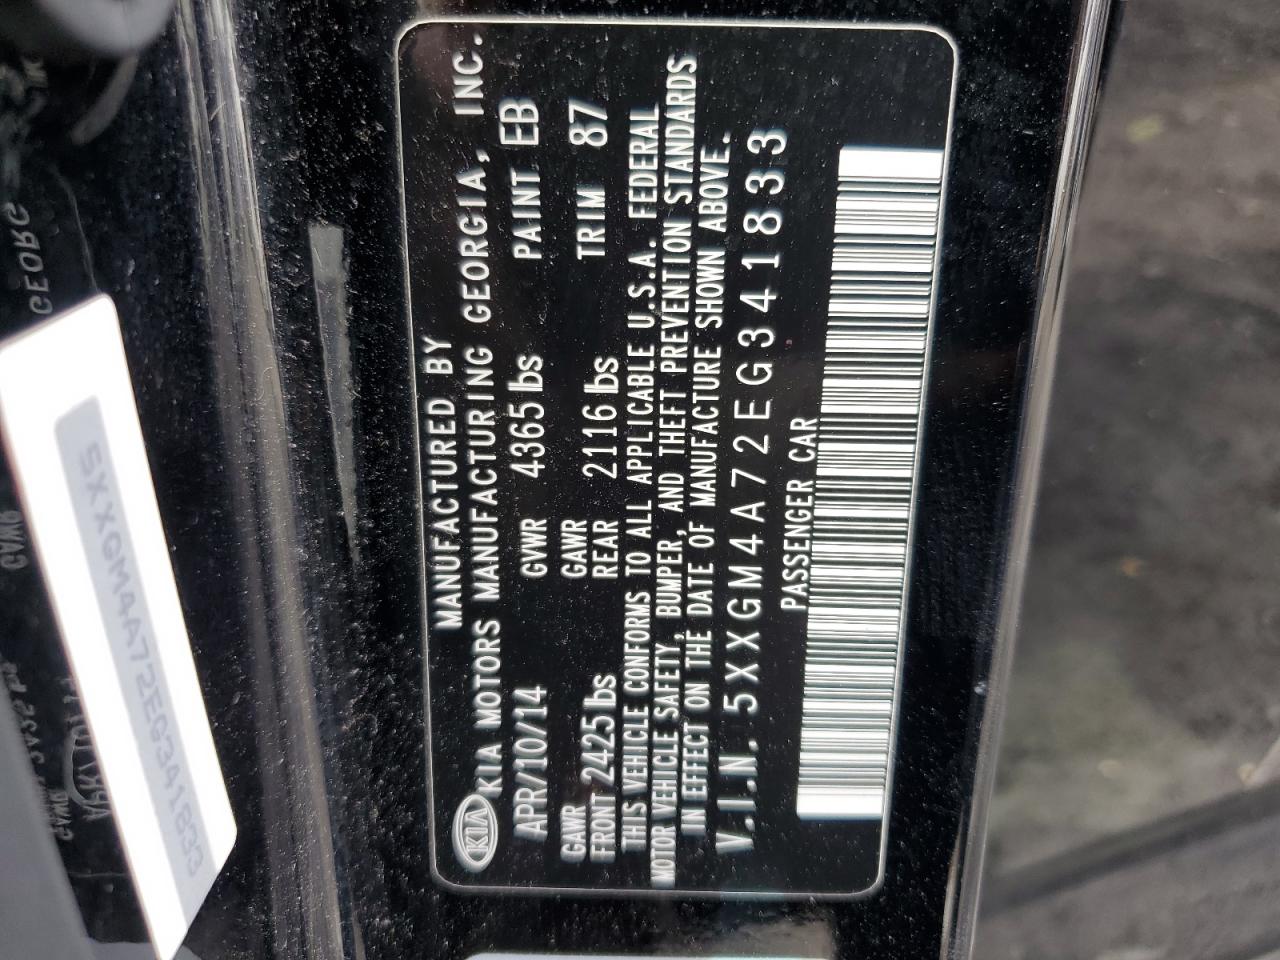 MANUFACTURED BY
KIA KIA MOTORS MANUFACTURING GEORGIA, INC.
APR/10/14 GVWR 4365 lbs PAINT EB
GAWR FRONT 2425 lbs GAWR REAR 2116 lbs TRIM 87
THIS VEHICLE CONFORMS TO ALL APPLICABLE U.S.A. FEDERAL
MOTOR VEHICLE SAFETY, BUMPER, AND THEFT PREVENTION STANDARDS
IN EFFECT ON THE DATE OF MANUFACTURE SHOWN ABOVE.
V.I.N. 5XXGM4A72EG341833
PASSENGER CAR
5XXGM4A72EG341833